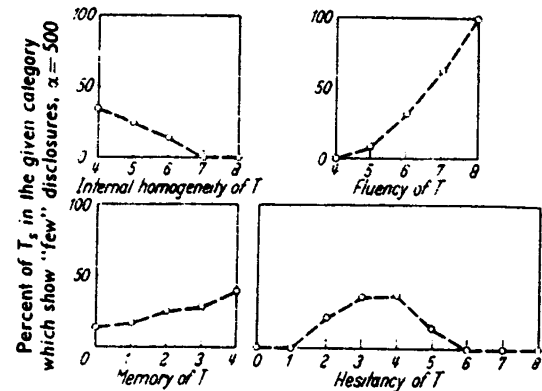 Percent of Ts in the given category
which show "few" disclosures, α = 500
100
50
0
4 5 6 7 8
Internal homogeneity of T
100
50
0
4 5 6 7 8
Fluency of T
100
50
0 1 2 3 4
Memory of T
0 1 2 3 4 5 6 7 8
Hesitancy of T